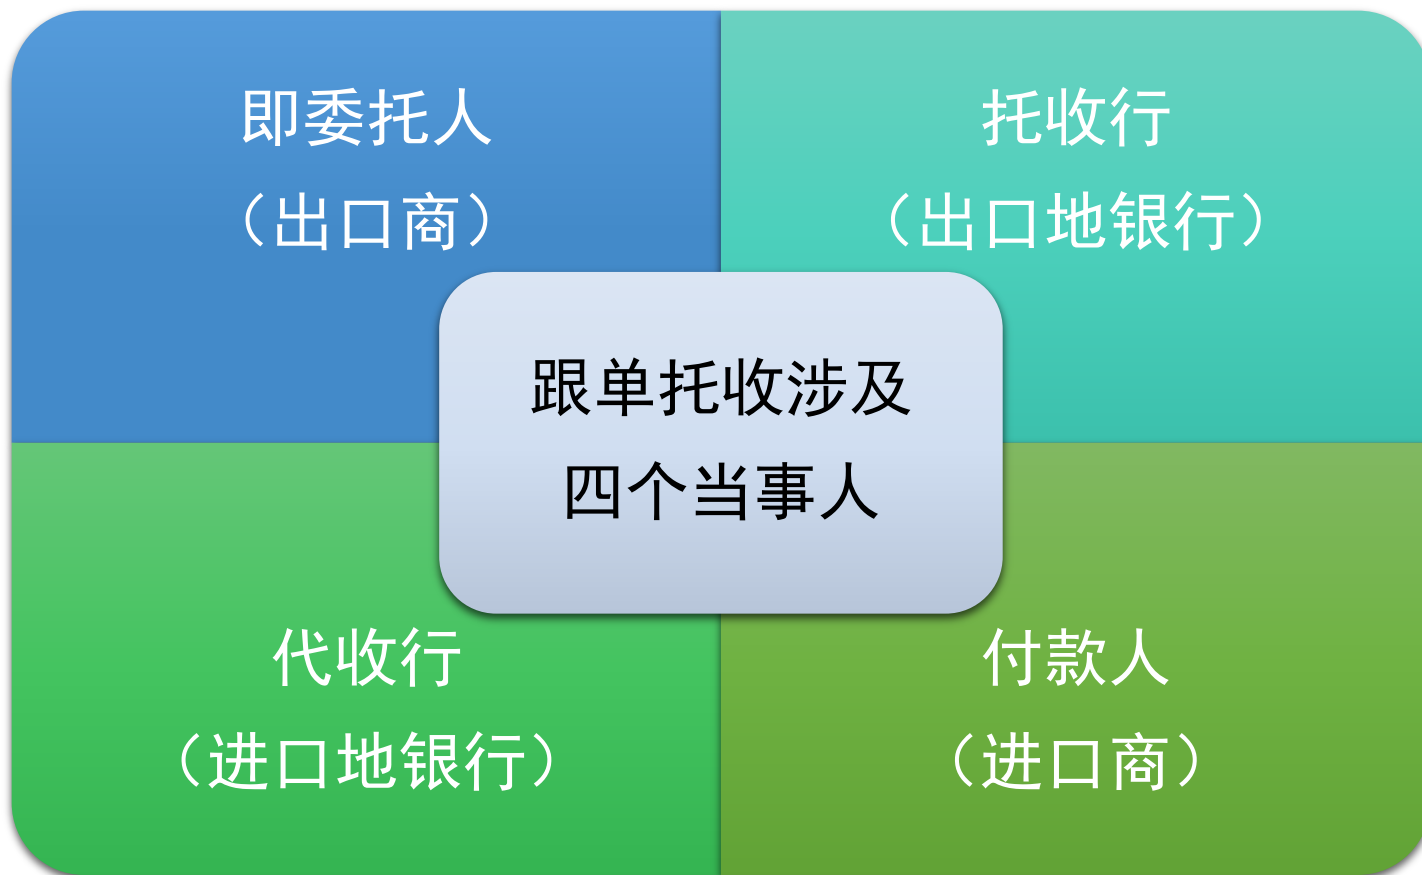 即委托人
（出口商）
托收行
（出口地银行）
跟单托收涉及
四个当事人
代收行
（进口地银行）
付款人
（进口商）